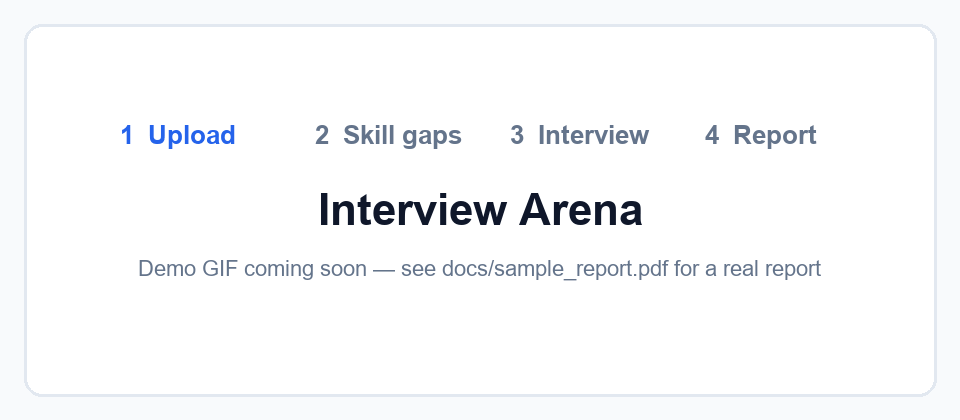 1 Upload 2 Skill gaps 3 Interview 4 Report
Interview Arena
Demo GIF coming soon — see docs/sample_report.pdf for a real report